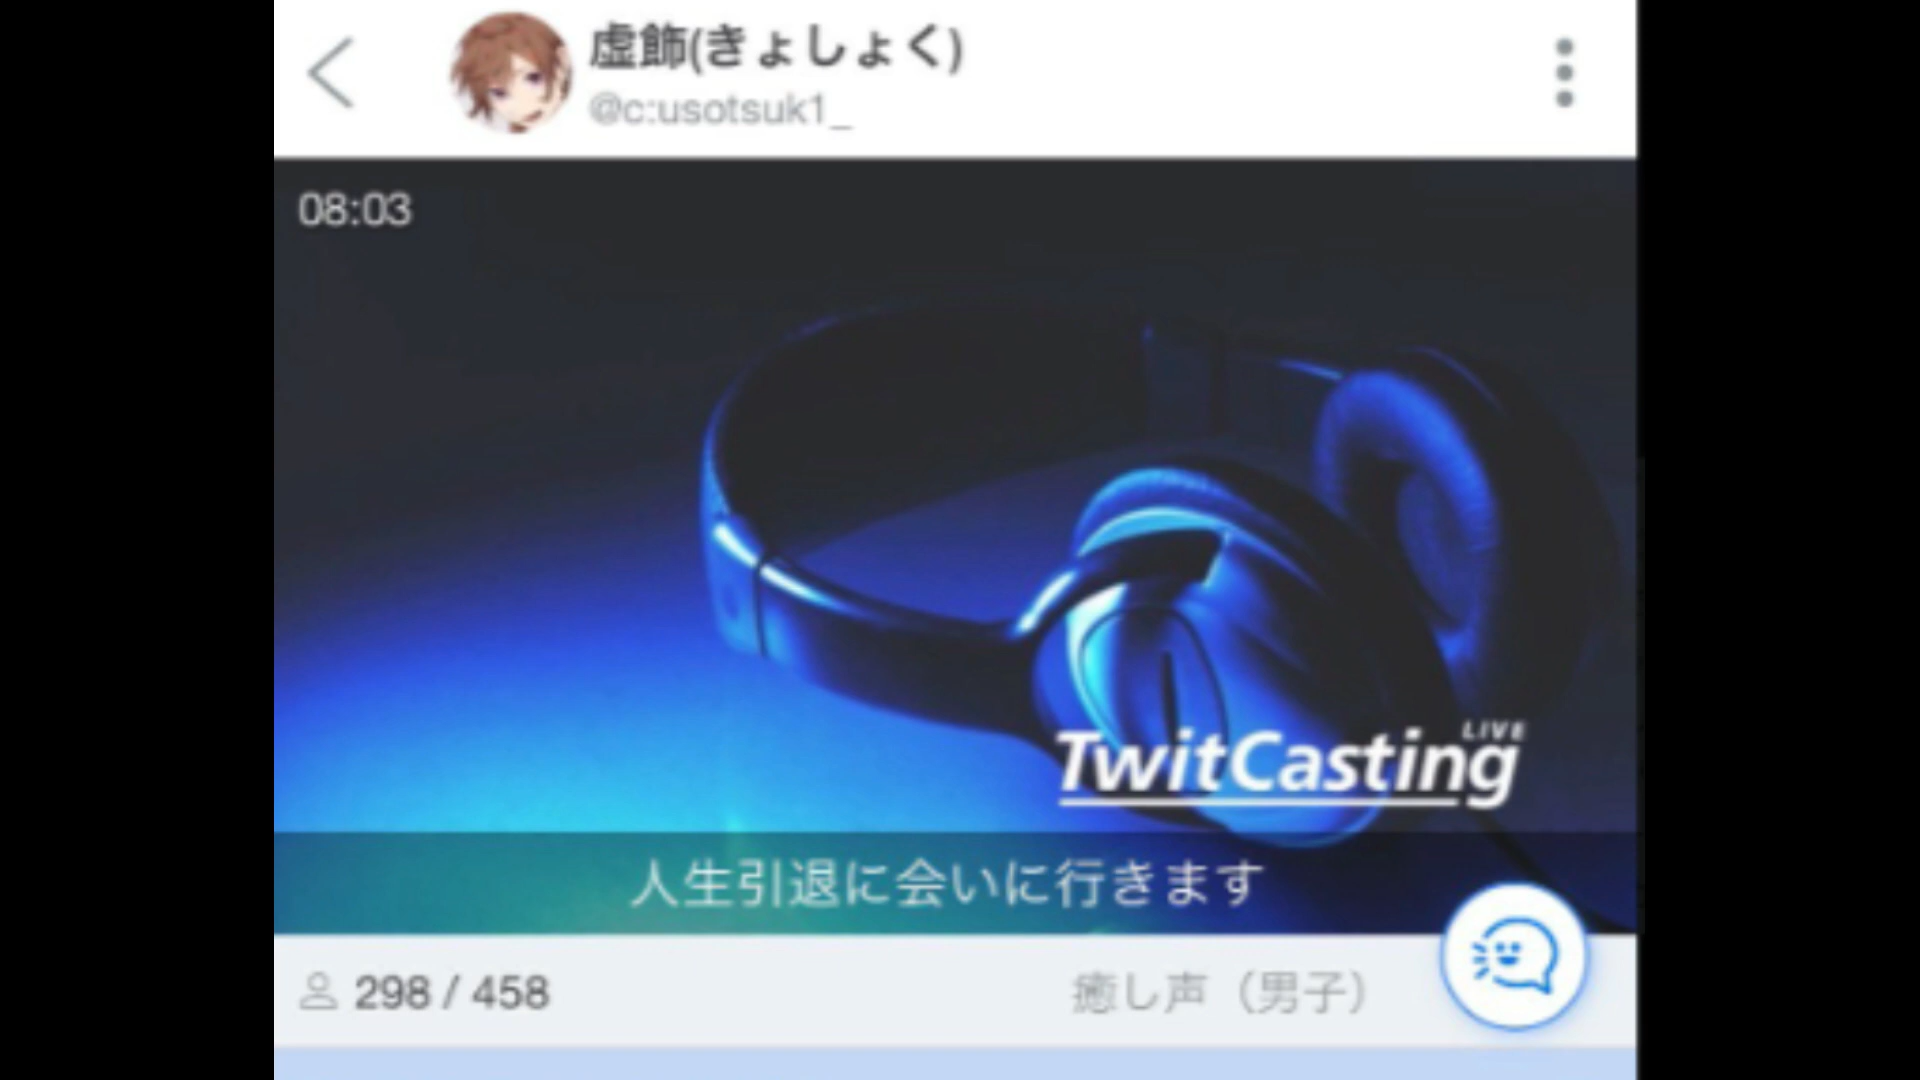 虚飾(きょしょく)
@c:usotsuk1_
08:03
TwitCasting LIVE
人生引退に会いに行きます
298 / 458
癒し声（男子）